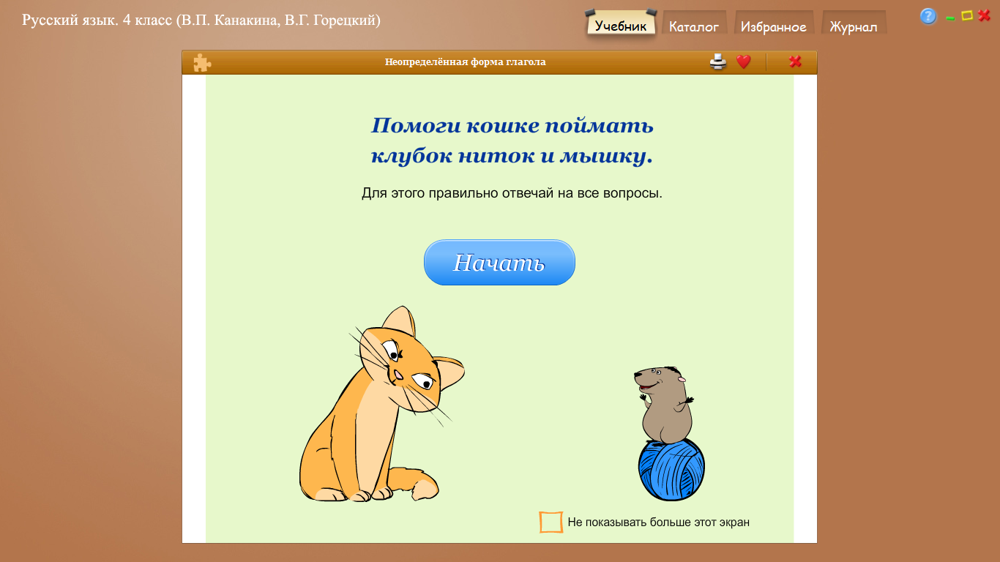 Русский язык. 4 класс (В.П. Канакина, В.Г. Горецкий)
Учебник
Каталог
Избранное
Журнал
?
Неопределённая форма глагола
Помоги кошке поймать
клубок ниток и мышку.
Для этого правильно отвечай на все вопросы.
Начать
Не показывать больше этот экран